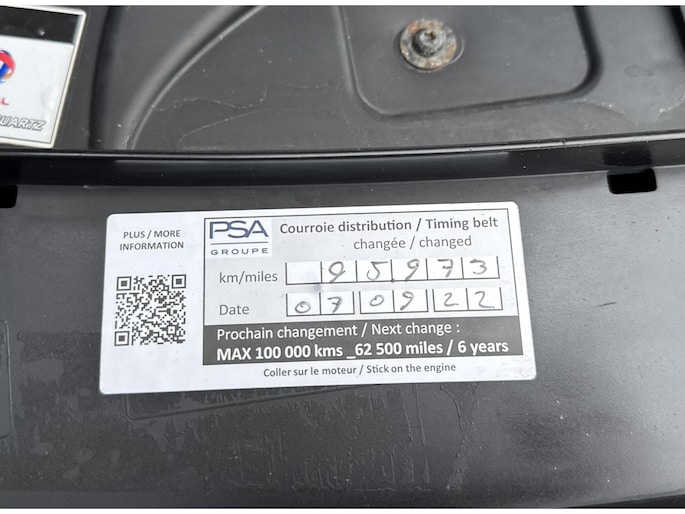 QUARTZ
PLUS / MORE
INFORMATION
PSA
GROUPE
Courroie distribution / Timing belt
changée / changed
km/miles 95973
Date 070922
Prochain changement / Next change :
MAX 100 000 kms _62 500 miles / 6 years
Coller sur le moteur / Stick on the engine